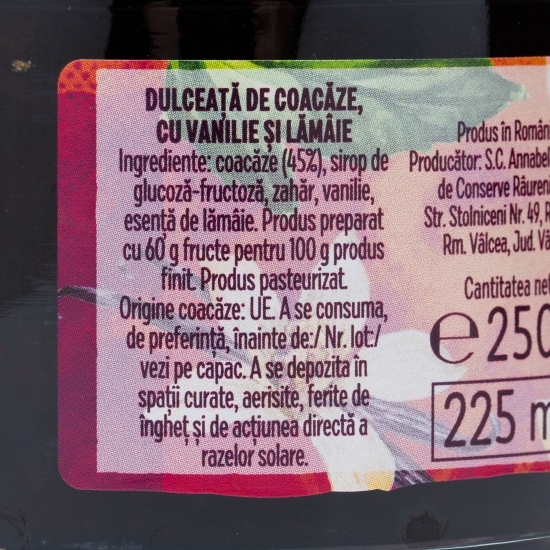 DULCEAȚĂ DE COACĂZE,
CU VANILIE ȘI LĂMÂIE
Ingrediente: coacăze (45%), sirop de
glucoză-fructoză, zahăr, vanilie,
esență de lămâie. Produs preparat
cu 60 g fructe pentru 100 g produs
finit. Produs pasteurizat.
Origine coacăze: UE. A se consuma,
de preferință, înainte de:/ Nr. lot:/
vezi pe capac. A se depozita în
spații curate, aerisite, ferite de
îngheț și de acțiunea directă a
razelor solare.
Produs în Român
Producător: S.C. Annabel
de Conserve Râuren
Str. Stolniceni Nr. 49, R
Rm. Vâlcea, Jud. Vâ
Cantitatea net
℮ 250
225 m